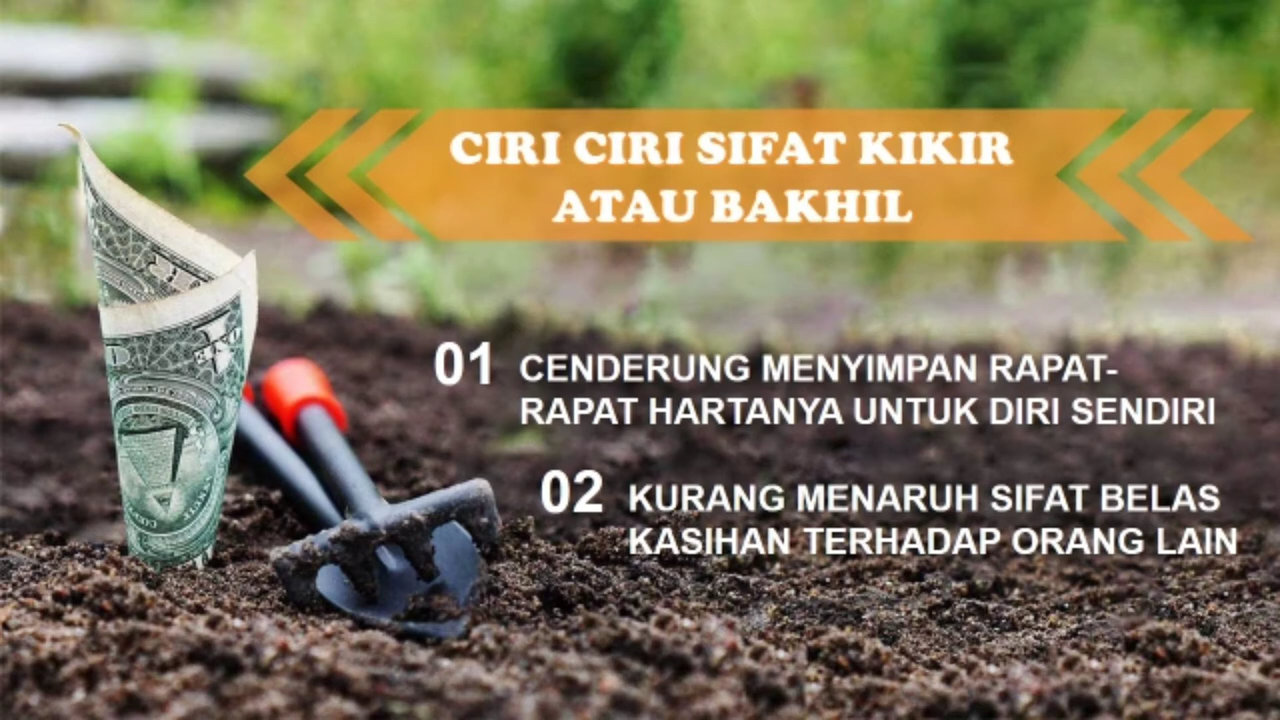 CIRI CIRI SIFAT KIKIR
ATAU BAKHIL
01 CENDERUNG MENYIMPAN RAPAT-
RAPAT HARTANYA UNTUK DIRI SENDIRI
02 KURANG MENARUH SIFAT BELAS
KASIHAN TERHADAP ORANG LAIN